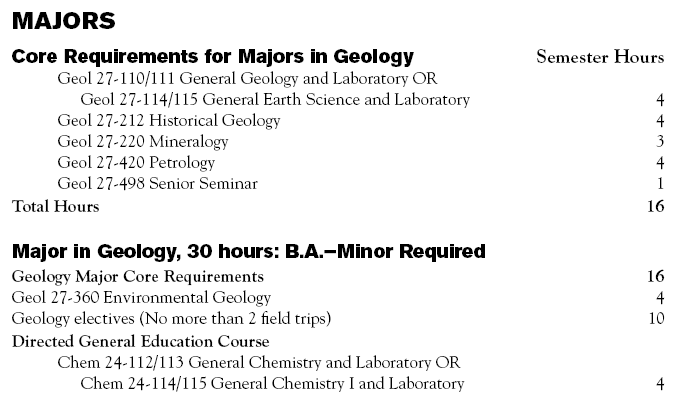 MAJORS
Core Requirements for Majors in Geology Semester Hours
Geol 27-110/111 General Geology and Laboratory OR
Geol 27-114/115 General Earth Science and Laboratory 4
Geol 27-212 Historical Geology 4
Geol 27-220 Mineralogy 3
Geol 27-420 Petrology 4
Geol 27-498 Senior Seminar 1
Total Hours 16
Major in Geology, 30 hours: B.A.–Minor Required
Geology Major Core Requirements 16
Geol 27-360 Environmental Geology 4
Geology electives (No more than 2 field trips) 10
Directed General Education Course
Chem 24-112/113 General Chemistry and Laboratory OR
Chem 24-114/115 General Chemistry I and Laboratory 4